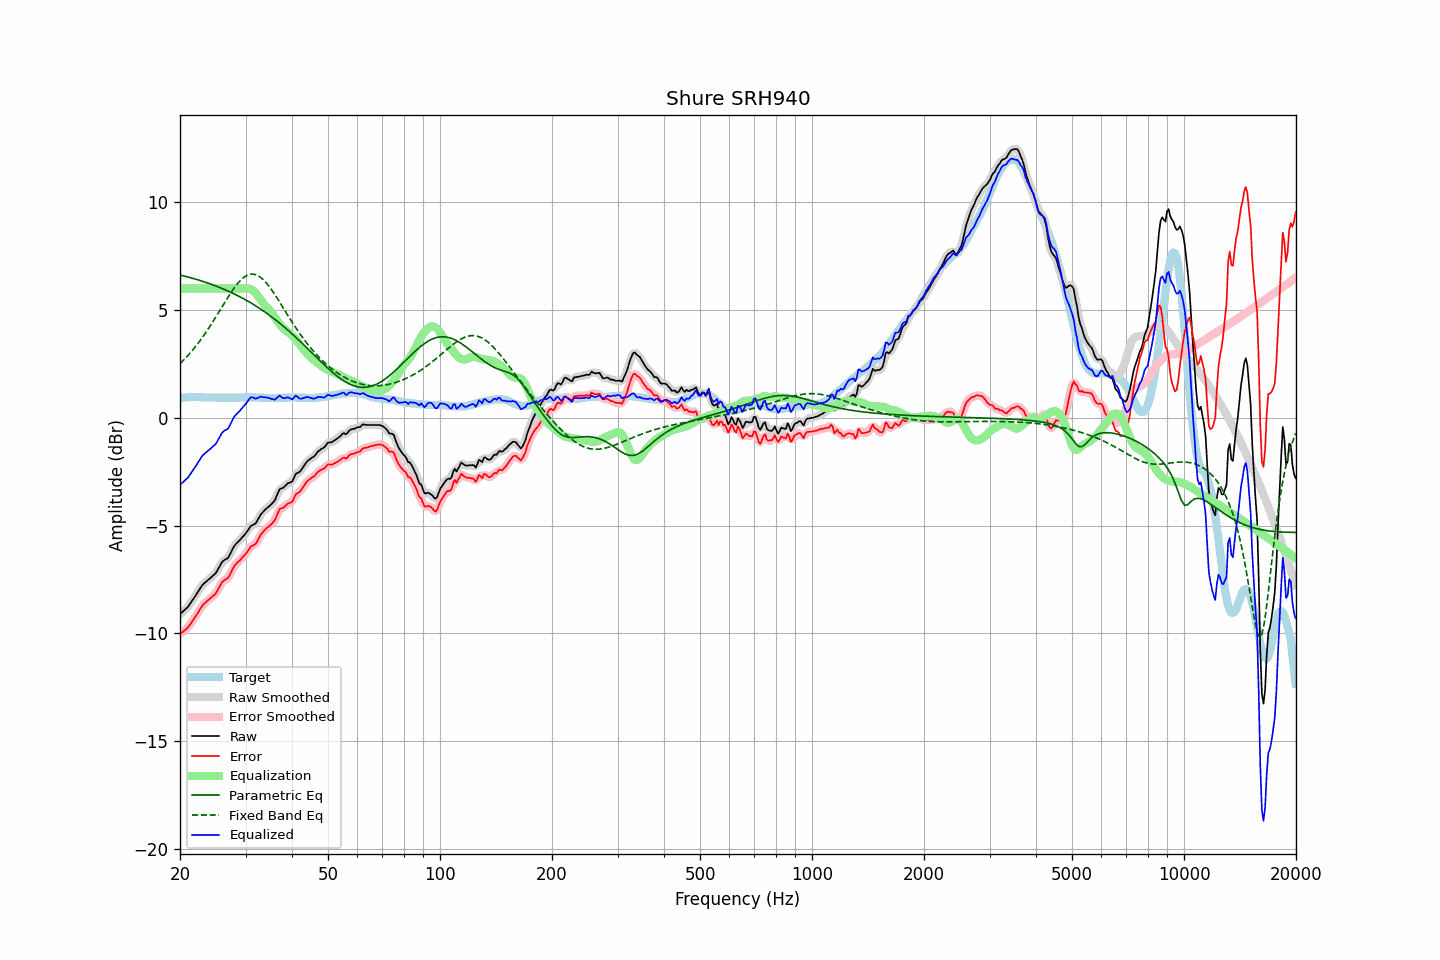 Shure SRH940
Amplitude (dBr)
10
5
0
−5
−10
−15
−20
Target
Raw Smoothed
Error Smoothed
Raw
Error
Equalization
Parametric Eq
Fixed Band Eq
Equalized
20 50 100 200 500 1000 2000 5000 10000 20000
Frequency (Hz)